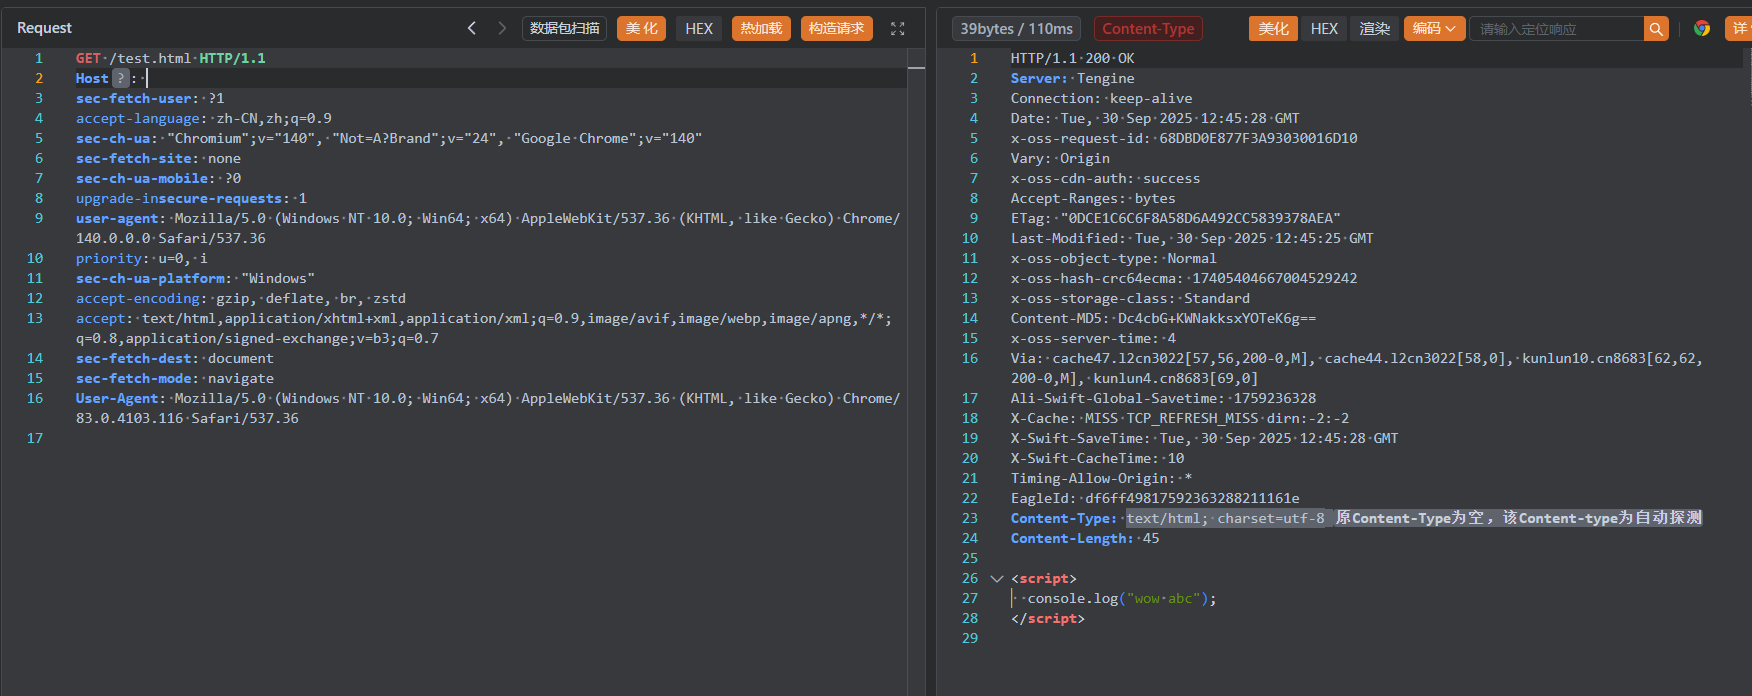 Request
数据包扫描
美化
HEX
热加载
构造请求
1 GET /test.html HTTP/1.1
2 Host ? :
3 sec-fetch-user: ?1
4 accept-language: zh-CN,zh;q=0.9
5 sec-ch-ua: "Chromium";v="140", "Not=A?Brand";v="24", "Google Chrome";v="140"
6 sec-fetch-site: none
7 sec-ch-ua-mobile: ?0
8 upgrade-insecure-requests: 1
9 user-agent: Mozilla/5.0 (Windows NT 10.0; Win64; x64) AppleWebKit/537.36 (KHTML, like Gecko) Chrome/
140.0.0.0 Safari/537.36
10 priority: u=0, i
11 sec-ch-ua-platform: "Windows"
12 accept-encoding: gzip, deflate, br, zstd
13 accept: text/html,application/xhtml+xml,application/xml;q=0.9,image/avif,image/webp,image/apng,*/*;
q=0.8,application/signed-exchange;v=b3;q=0.7
14 sec-fetch-dest: document
15 sec-fetch-mode: navigate
16 User-Agent: Mozilla/5.0 (Windows NT 10.0; Win64; x64) AppleWebKit/537.36 (KHTML, like Gecko) Chrome/
83.0.4103.116 Safari/537.36
17
39bytes / 110ms
Content-Type
美化
HEX
渲染
编码
请输入定位响应
详
1 HTTP/1.1 200 OK
2 Server: Tengine
3 Connection: keep-alive
4 Date: Tue, 30 Sep 2025 12:45:28 GMT
5 x-oss-request-id: 68DBD0E877F3A93030016D10
6 Vary: Origin
7 x-oss-cdn-auth: success
8 Accept-Ranges: bytes
9 ETag: "0DCE1C6C6F8A58D6A492CC5839378AEA"
10 Last-Modified: Tue, 30 Sep 2025 12:45:25 GMT
11 x-oss-object-type: Normal
12 x-oss-hash-crc64ecma: 17405404667004529242
13 x-oss-storage-class: Standard
14 Content-MD5: Dc4cbG+KWNakksxYOTeK6g==
15 x-oss-server-time: 4
16 Via: cache47.l2cn3022[57,56,200-0,M], cache44.l2cn3022[58,0], kunlun10.cn8683[62,62,
200-0,M], kunlun4.cn8683[69,0]
17 Ali-Swift-Global-Savetime: 1759236328
18 X-Cache: MISS TCP_REFRESH_MISS dirn:-2:-2
19 X-Swift-SaveTime: Tue, 30 Sep 2025 12:45:28 GMT
20 X-Swift-CacheTime: 10
21 Timing-Allow-Origin: *
22 EagleId: df6ff49817592363288211161e
23 Content-Type: text/html; charset=utf-8 原Content-Type为空，该Content-type为自动探测
24 Content-Length: 45
25
26 <script>
27 console.log("wow abc");
28 </script>
29